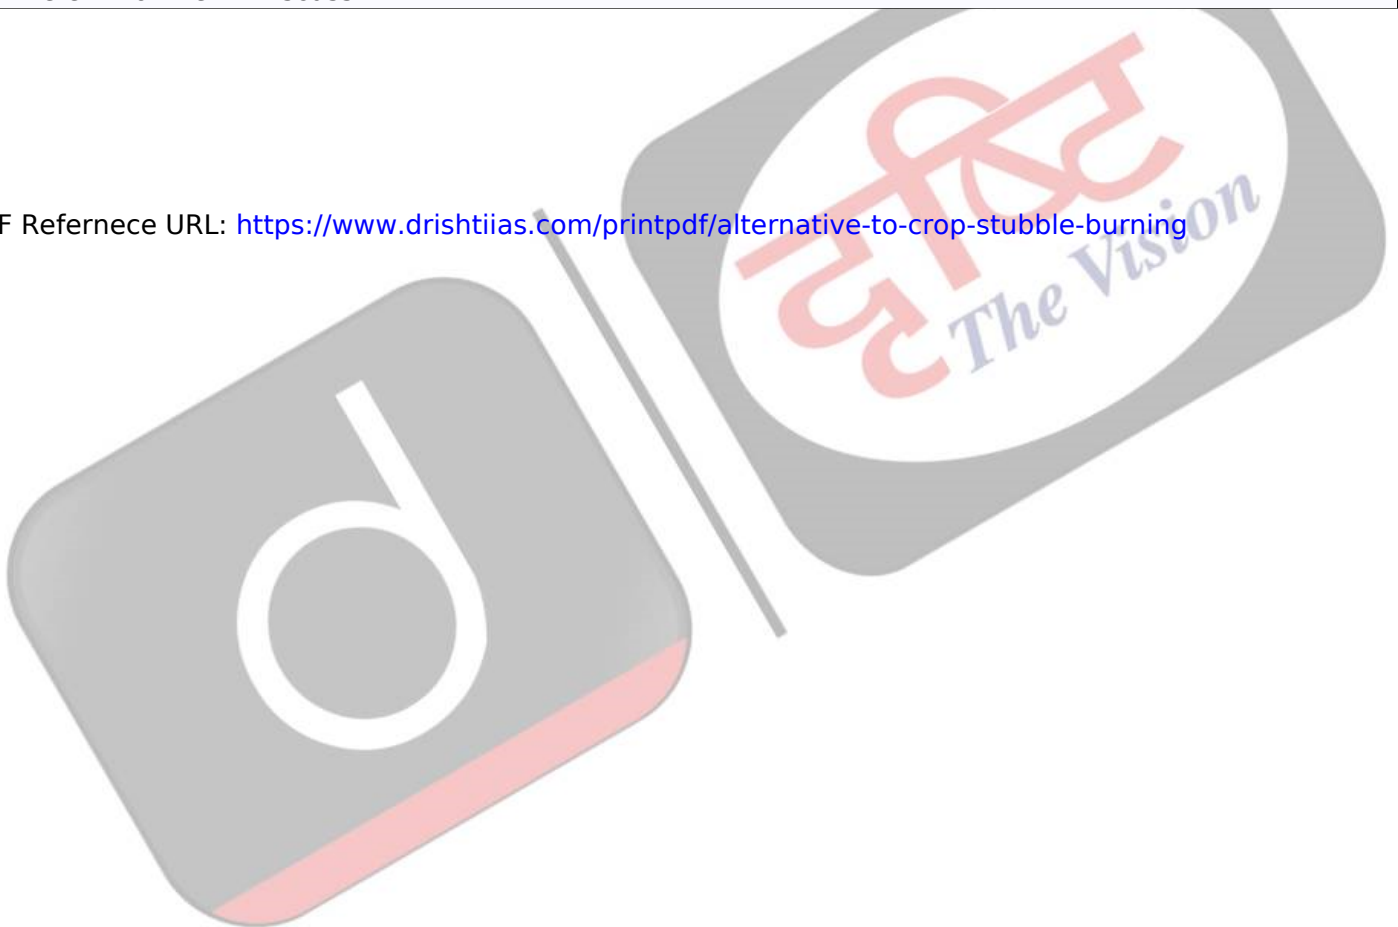 F Refernece URL: https://www.drishtiias.com/printpdf/alternative-to-crop-stubble-burning
दृष्टि
The Vision
d